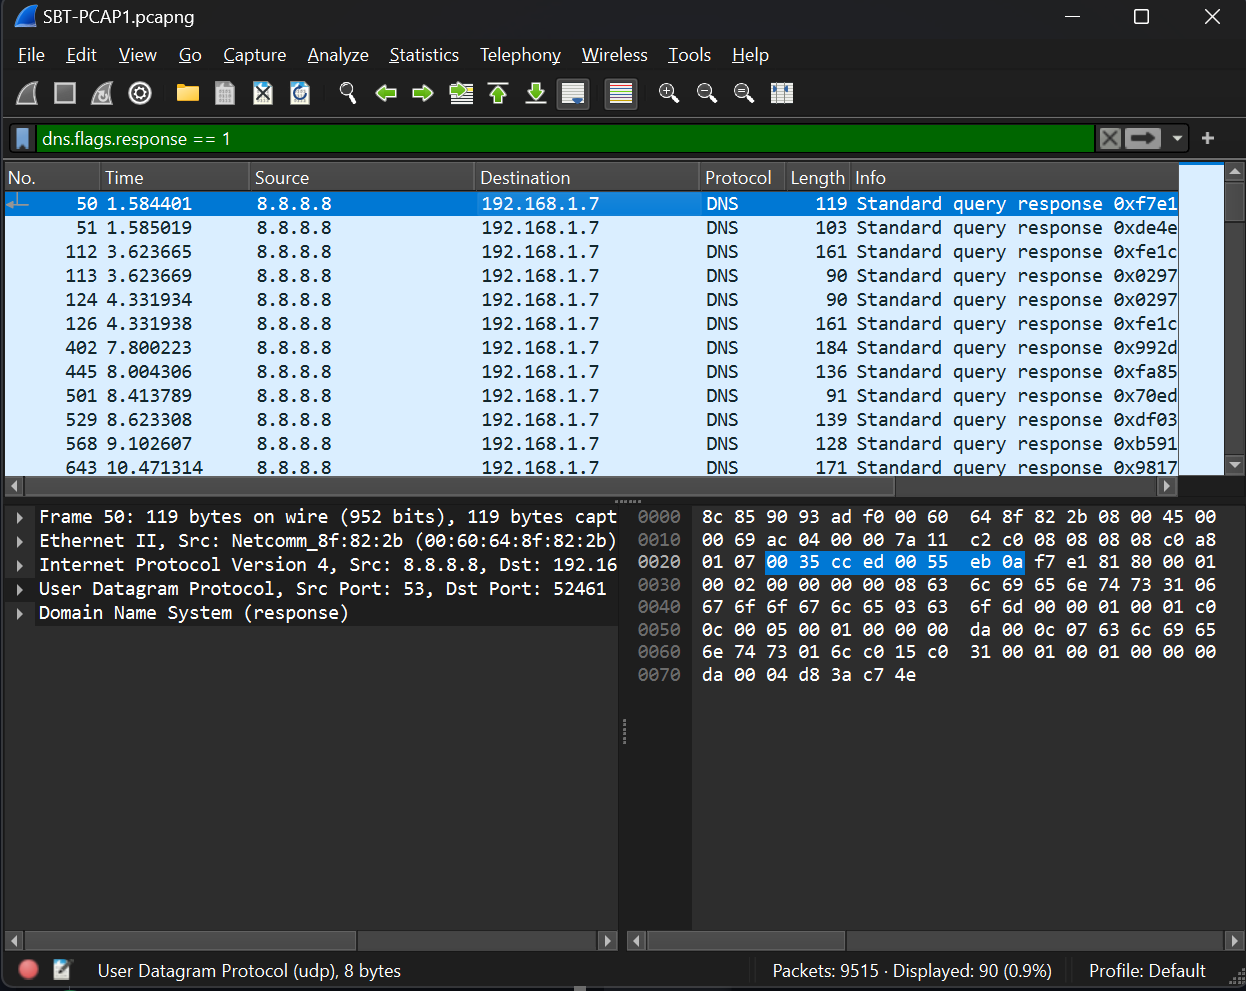 SBT-PCAP1.pcapng
File Edit View Go Capture Analyze Statistics Telephony Wireless Tools Help
dns.flags.response == 1
No. Time Source Destination Protocol Length Info
50 1.584401 8.8.8.8 192.168.1.7 DNS 119 Standard query response 0xf7e1
51 1.585019 8.8.8.8 192.168.1.7 DNS 103 Standard query response 0xde4e
112 3.623665 8.8.8.8 192.168.1.7 DNS 161 Standard query response 0xfe1c
113 3.623669 8.8.8.8 192.168.1.7 DNS 90 Standard query response 0x0297
124 4.331934 8.8.8.8 192.168.1.7 DNS 90 Standard query response 0x0297
126 4.331938 8.8.8.8 192.168.1.7 DNS 161 Standard query response 0xfe1c
402 7.800223 8.8.8.8 192.168.1.7 DNS 184 Standard query response 0x992d
445 8.004306 8.8.8.8 192.168.1.7 DNS 136 Standard query response 0xfa85
501 8.413789 8.8.8.8 192.168.1.7 DNS 91 Standard query response 0x70ed
529 8.623308 8.8.8.8 192.168.1.7 DNS 139 Standard query response 0xdf03
568 9.102607 8.8.8.8 192.168.1.7 DNS 128 Standard query response 0xb591
643 10.471314 8.8.8.8 192.168.1.7 DNS 171 Standard query response 0x9817
Frame 50: 119 bytes on wire (952 bits), 119 bytes capt
Ethernet II, Src: Netcomm_8f:82:2b (00:60:64:8f:82:2b)
Internet Protocol Version 4, Src: 8.8.8.8, Dst: 192.16
User Datagram Protocol, Src Port: 53, Dst Port: 52461
Domain Name System (response)
0000 8c 85 90 93 ad f0 00 60 64 8f 82 2b 08 00 45 00
0010 00 69 ac 04 00 00 7a 11 c2 c0 08 08 08 08 c0 a8
0020 01 07 00 35 cc ed 00 55 eb 0a f7 e1 81 80 00 01
0030 00 02 00 00 00 00 08 63 6c 69 65 6e 74 73 31 06
0040 67 6f 6f 67 6c 65 03 63 6f 6d 00 00 01 00 01 c0
0050 0c 00 05 00 01 00 00 00 da 00 0c 07 63 6c 69 65
0060 6e 74 73 01 6c c0 15 c0 31 00 01 00 01 00 00 00
0070 da 00 04 d8 3a c7 4e
User Datagram Protocol (udp), 8 bytes
Packets: 9515 · Displayed: 90 (0.9%)
Profile: Default